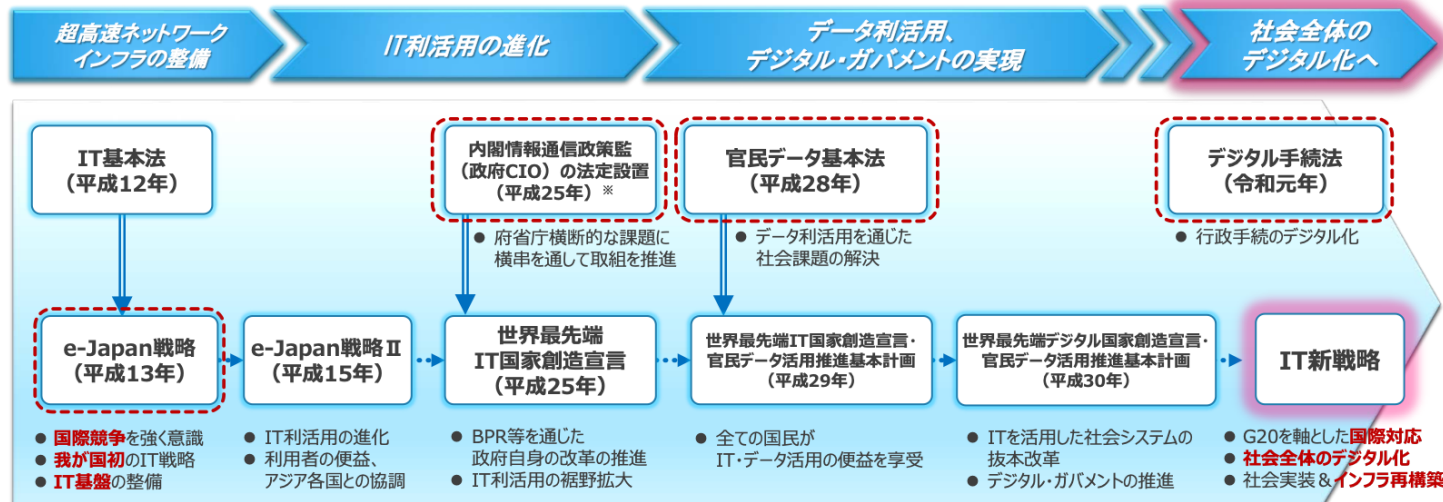 超高速ネットワーク
インフラの整備
IT利活用の進化
データ利活用、
デジタル・ガバメントの実現
社会全体の
デジタル化へ
IT基本法
（平成12年）
内閣情報通信政策監
（政府CIO）の法定設置
（平成25年）※
● 府省庁横断的な課題に
横串を通して取組を推進
官民データ基本法
（平成28年）
● データ利活用を通じた
社会課題の解決
デジタル手続法
（令和元年）
● 行政手続のデジタル化
e-Japan戦略
（平成13年）
e-Japan戦略Ⅱ
（平成15年）
世界最先端
IT国家創造宣言
（平成25年）
世界最先端IT国家創造宣言・
官民データ活用推進基本計画
（平成29年）
世界最先端デジタル国家創造宣言・
官民データ活用推進基本計画
（平成30年）
IT新戦略
● 国際競争を強く意識
● 我が国初のIT戦略
● IT基盤の整備
● IT利活用の進化
● 利用者の便益、
アジア各国との協調
● BPR等を通じた
政府自身の改革の推進
● IT利活用の裾野拡大
● 全ての国民が
IT・データ活用の便益を享受
● ITを活用した社会システムの
抜本改革
● デジタル・ガバメントの推進
● G20を軸とした国際対応
● 社会全体のデジタル化
● 社会実装＆インフラ再構築